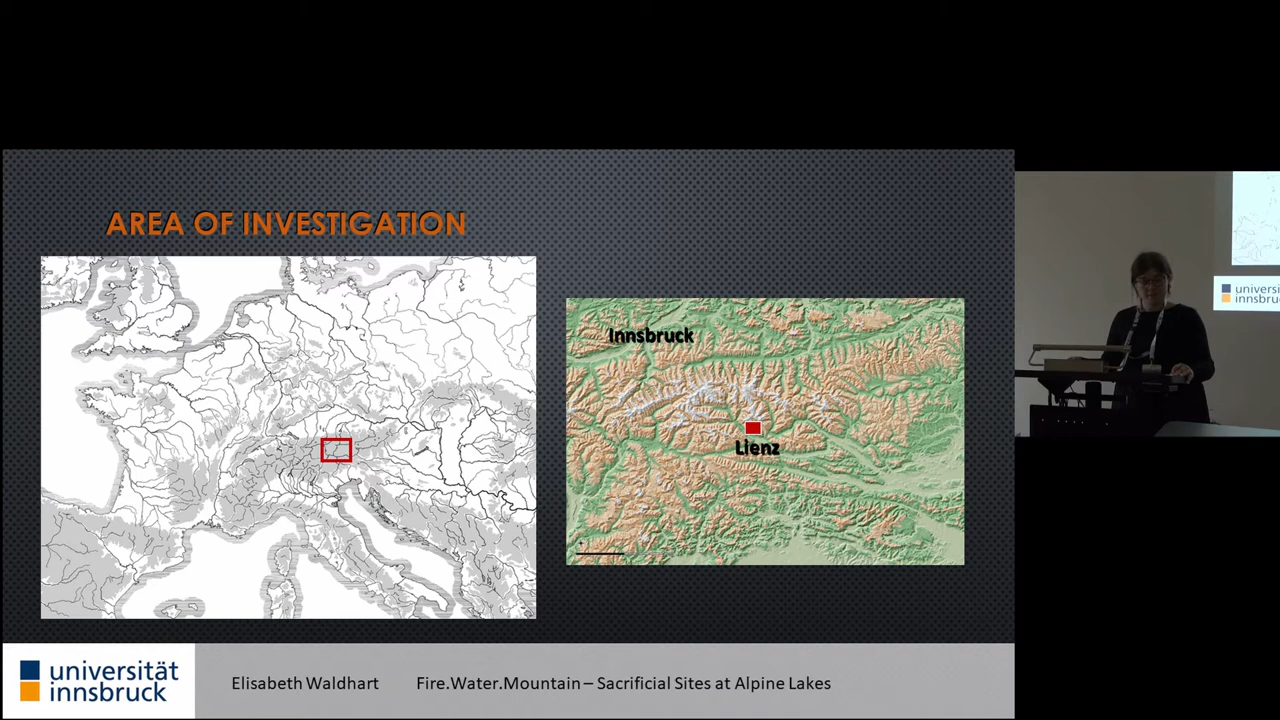 AREA OF INVESTIGATION
Innsbruck
Lienz
universität
innsbruck
Elisabeth Waldhart
Fire.Water.Mountain – Sacrificial Sites at Alpine Lakes